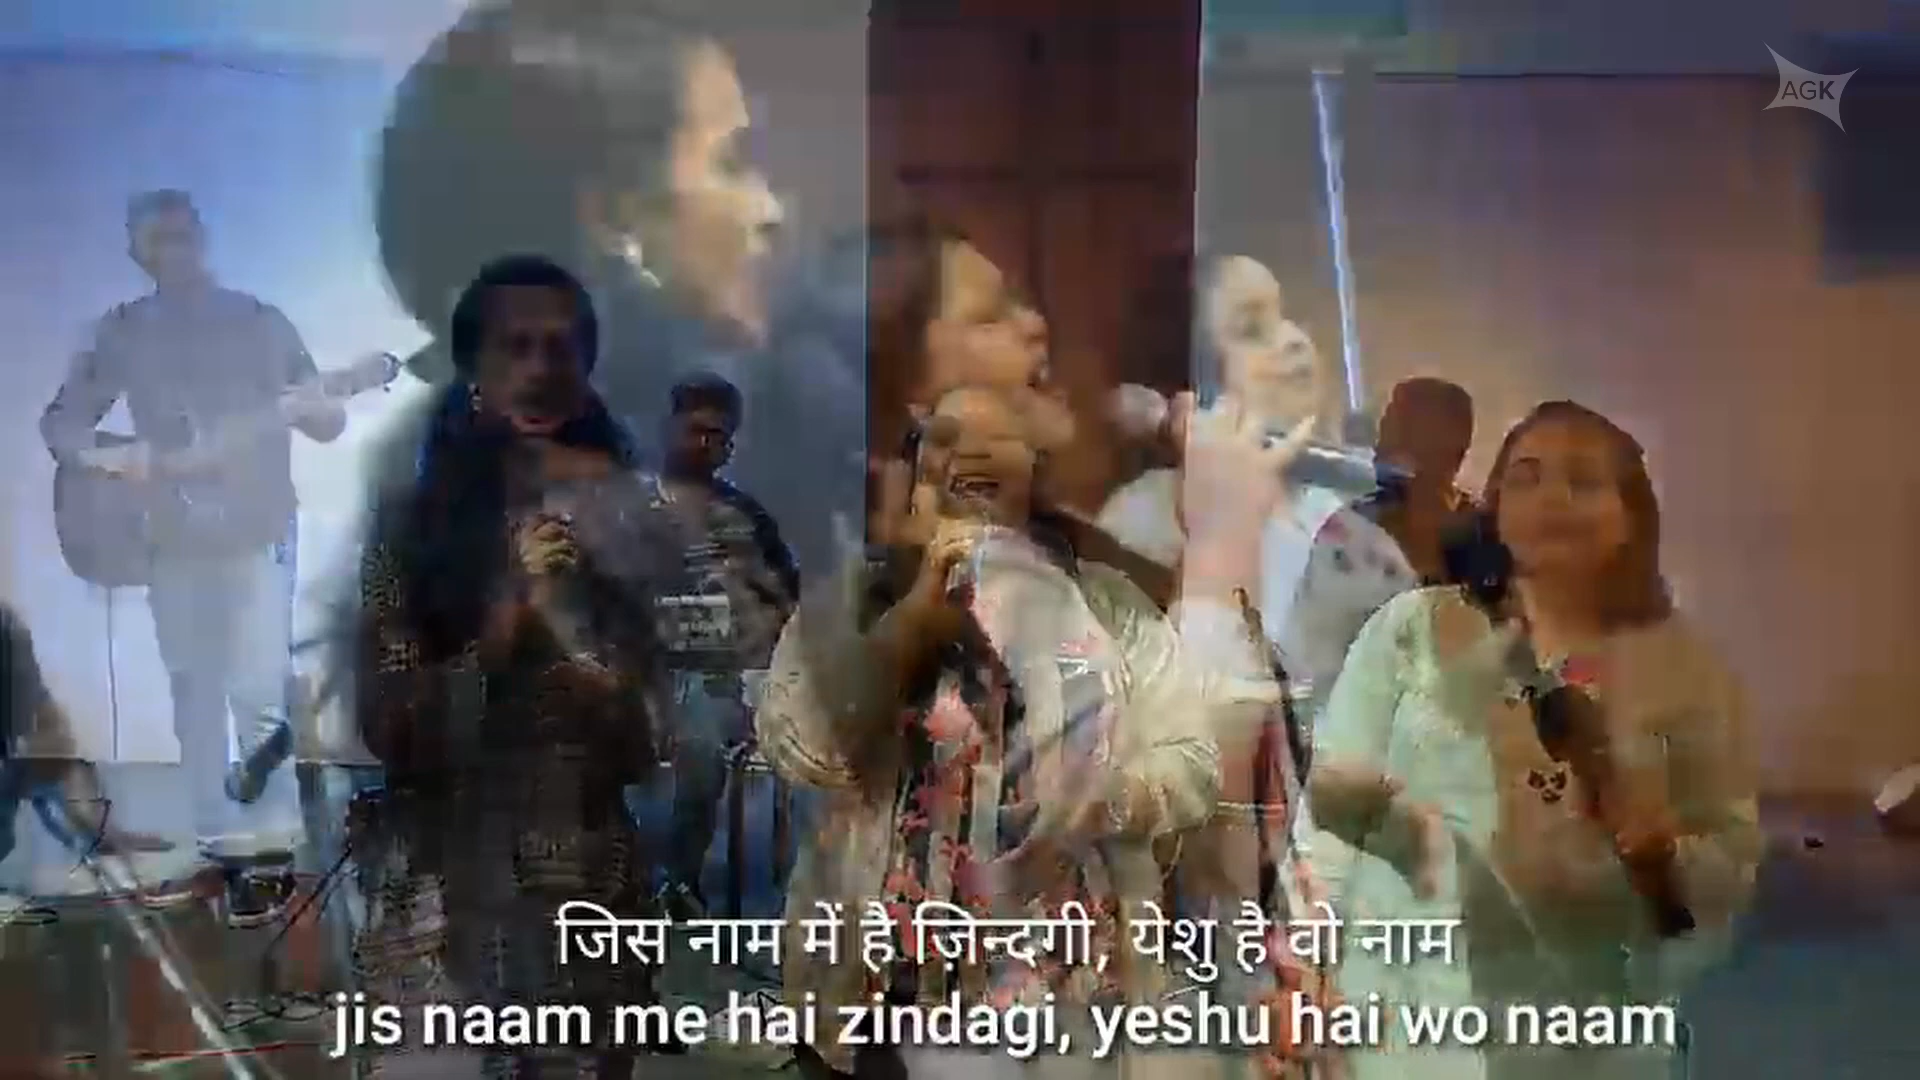 AGK
जिस नाम में है ज़िन्दगी, येशु है वो नाम
jis naam me hai zindagi, yeshu hai wo naam